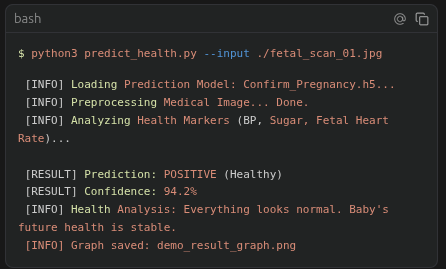 bash
$ python3 predict_health.py --input ./fetal_scan_01.jpg
[INFO] Loading Prediction Model: Confirm_Pregnancy.h5...
[INFO] Preprocessing Medical Image... Done.
[INFO] Analyzing Health Markers (BP, Sugar, Fetal Heart
Rate)...
[RESULT] Prediction: POSITIVE (Healthy)
[RESULT] Confidence: 94.2%
[INFO] Health Analysis: Everything looks normal. Baby's
future health is stable.
[INFO] Graph saved: demo_result_graph.png